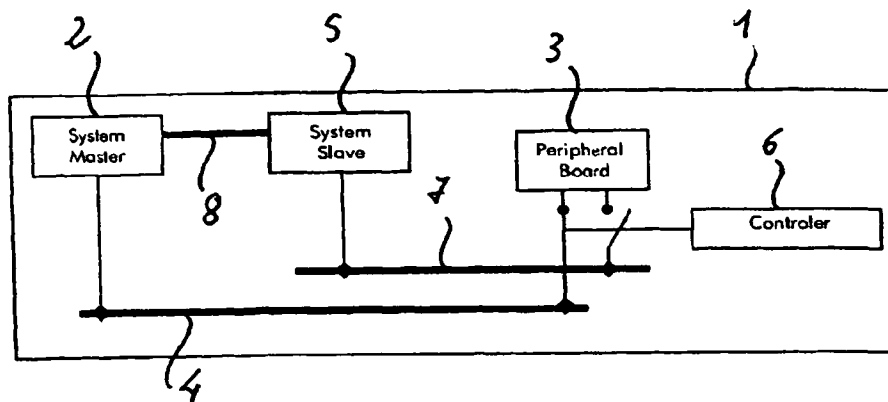 2
5
3
1
System
Master
System
Slave
Peripheral
Board
6
8
7
Controler
4